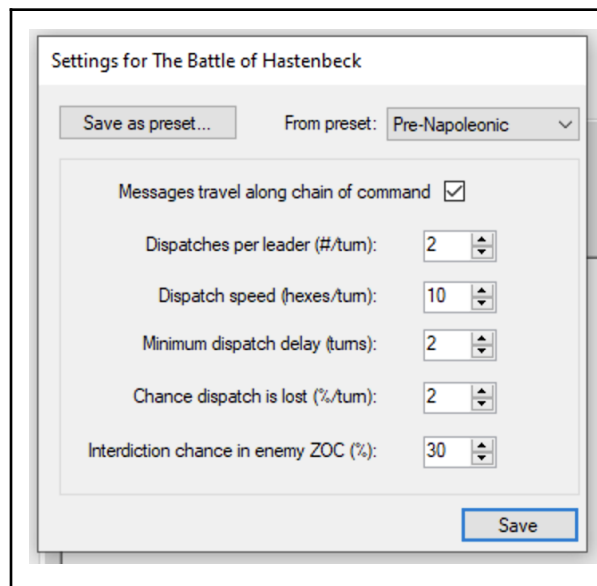 Settings for The Battle of Hastenbeck
Save as preset... From preset: Pre-Napoleonic
Messages travel along chain of command
Dispatches per leader (#/turn): 2
Dispatch speed (hexes/turn): 10
Minimum dispatch delay (turns): 2
Chance dispatch is lost (%/turn): 2
Interdiction chance in enemy ZOC (%): 30
Save